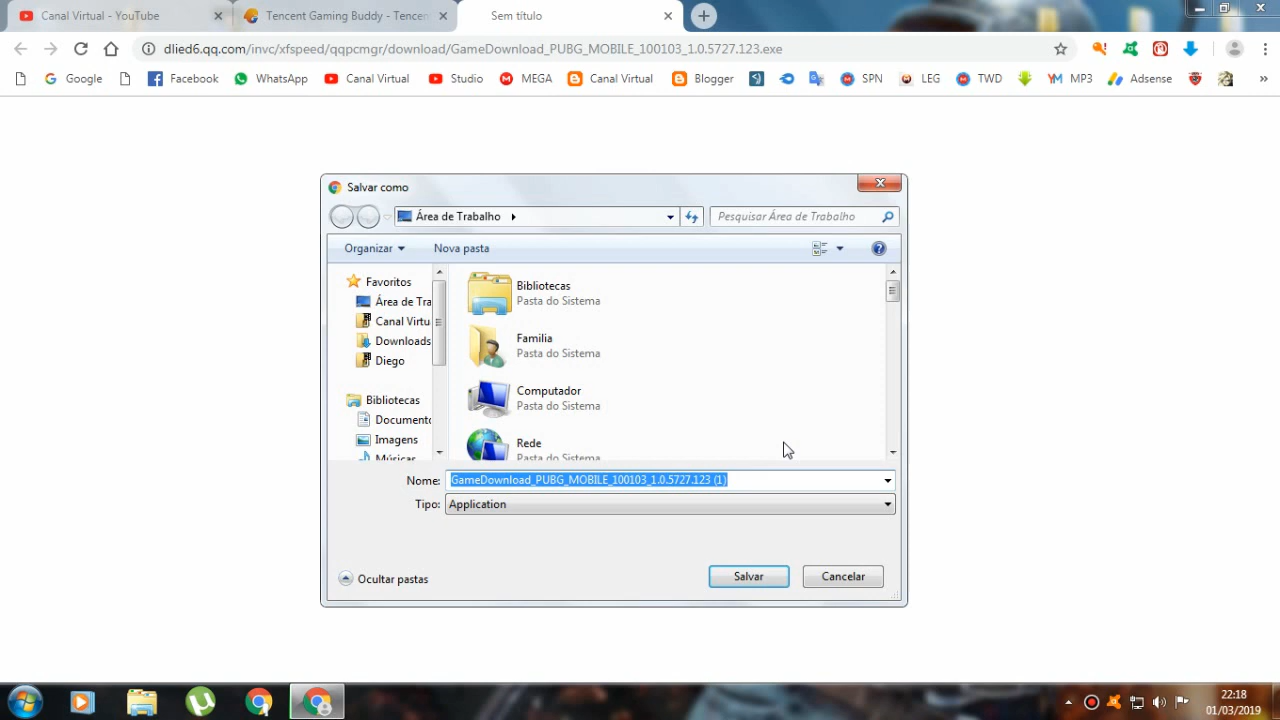 Canal Virtual - YouTube
Tencent Gaming Buddy - Tencen
Sem título
dlied6.qq.com/invc/xfspeed/qqpcmgr/download/GameDownload_PUBG_MOBILE_100103_1.0.5727.123.exe
Google
Facebook
WhatsApp
Canal Virtual
Studio
MEGA
Canal Virtual
Blogger
SPN
LEG
TWD
MP3
Adsense
»
Salvar como
Área de Trabalho
Pesquisar Área de Trabalho
Organizar
Nova pasta
Favoritos
Área de Tra
Canal Virtu
Downloads
Diego
Bibliotecas
Documento
Imagens
Músicas
Bibliotecas
Pasta do Sistema
Familia
Pasta do Sistema
Computador
Pasta do Sistema
Rede
Pasta do Sistema
Nome: GameDownload_PUBG_MOBILE_100103_1.0.5727.123 (1)
Tipo: Application
Ocultar pastas
Salvar
Cancelar
22:18
01/03/2019